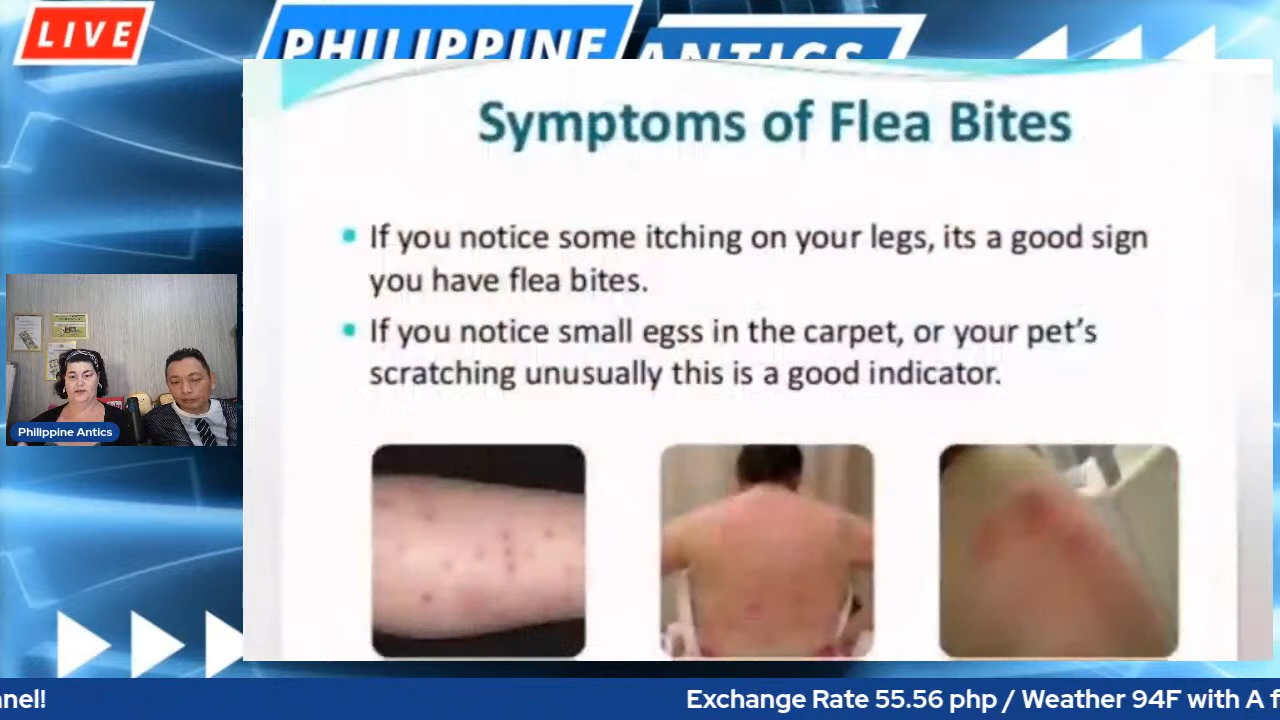 LIVE
PHILIPPINE ANTICS
Symptoms of Flea Bites
If you notice some itching on your legs, its a good sign
you have flea bites.
If you notice small egss in the carpet, or your pet's
scratching unusually this is a good indicator.
Philippine Antics
nnel!
Exchange Rate 55.56 php / Weather 94F with A f